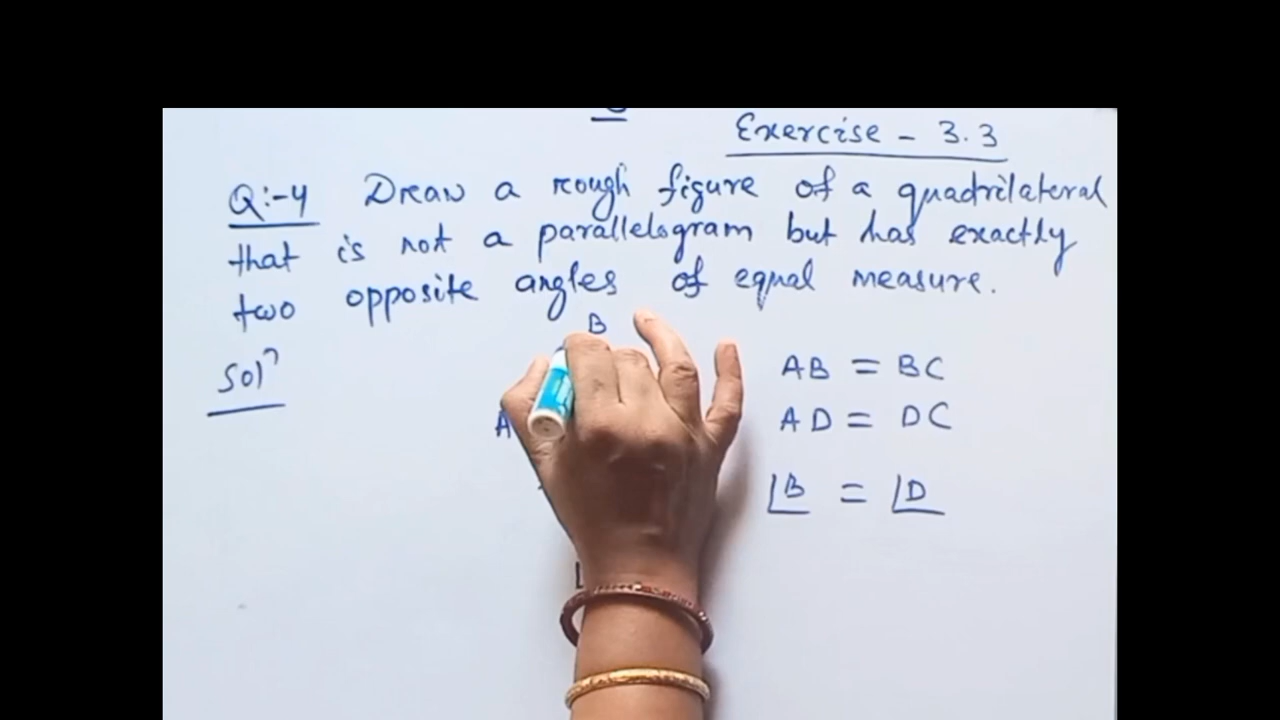 Exercise - 3.3
Q:-4 Draw a rough figure of a quadrilateral
that is not a parallelogram but has exactly
two opposite angles of equal measure.
Solⁿ
B
AB = BC
A
AD = DC
∠B = ∠D